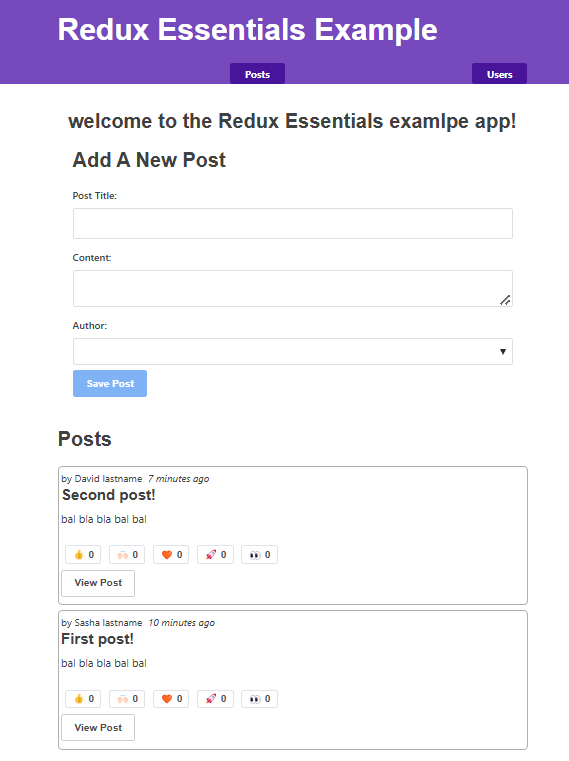 Redux Essentials Example
Posts Users
welcome to the Redux Essentials examlpe app!
Add A New Post
Post Title:
Content:
Author:
Save Post
Posts
by David lastname 7 minutes ago
Second post!
bal bla bla bal bal
0 0 0 0 0
View Post
by Sasha lastname 10 minutes ago
First post!
bal bla bla bal bal
0 0 0 0 0
View Post